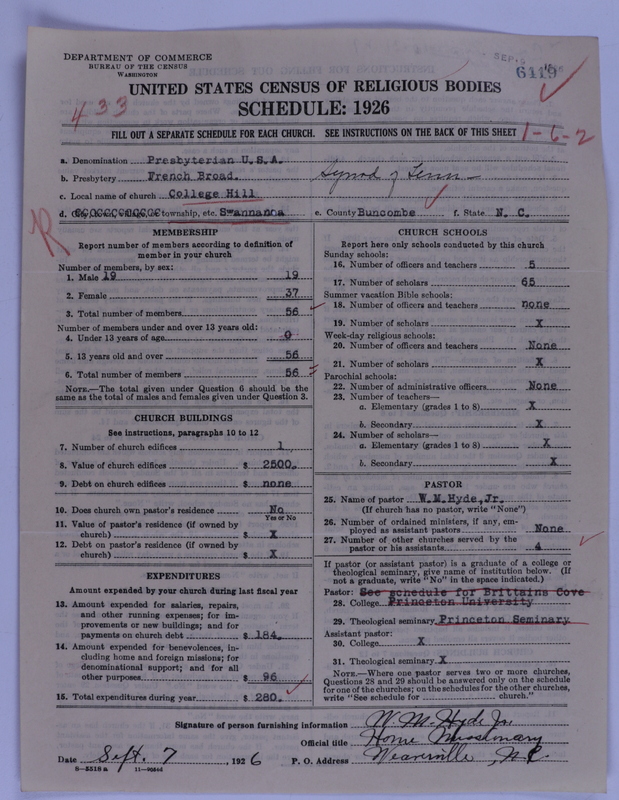 DEPARTMENT OF COMMERCE
BUREAU OF THE CENSUS
WASHINGTON
SEP
6419
UNITED STATES CENSUS OF RELIGIOUS BODIES
SCHEDULE: 1926
433
FILL OUT A SEPARATE SCHEDULE FOR EACH CHURCH. SEE INSTRUCTIONS ON THE BACK OF THIS SHEET
1-6-2
a. Denomination Presbyterian U.S.A.
b. Presbytery French Broad. Synod of Tenn
c. Local name of church College Hill
d. township, etc. Swannanoa e. County Buncombe f. State N. C.
R
MEMBERSHIP
Report number of members according to definition of
member in your church
Number of members, by sex:
1. Male 19 19
2. Female 37
3. Total number of members 56
Number of members under and over 13 years old:
4. Under 13 years of age 0
5. 13 years old and over 56
6. Total number of members 56
NOTE.—The total given under Question 6 should be the
same as the total of males and females given under Question 3.
CHURCH BUILDINGS
See instructions, paragraphs 10 to 12
7. Number of church edifices 1
8. Value of church edifices $ 2500.
9. Debt on church edifices $ none
10. Does church own pastor's residence No
Yes or No
11. Value of pastor's residence (if owned by
church) $ X
12. Debt on pastor's residence (if owned by
church) $ X
EXPENDITURES
Amount expended by your church during last fiscal year
13. Amount expended for salaries, repairs,
and other running expenses; for im-
provements or new buildings; and for
payments on church debt $ 184.
14. Amount expended for benevolences, in-
cluding home and foreign missions; for
denominational support; and for all
other purposes $ 96
15. Total expenditures during year $ 280.
CHURCH SCHOOLS
Report here only schools conducted by this church
Sunday schools:
16. Number of officers and teachers 5
17. Number of scholars 65
Summer vacation Bible schools:
18. Number of officers and teachers none
19. Number of scholars X
Week-day religious schools:
20. Number of officers and teachers None
21. Number of scholars X
Parochial schools:
22. Number of administrative officers None
23. Number of teachers—
a. Elementary (grades 1 to 8) X
b. Secondary X
24. Number of scholars—
a. Elementary (grades 1 to 8) X
b. Secondary X
PASTOR
25. Name of pastor W.M.Hyde,Jr.
(If church has no pastor, write "None")
26. Number of ordained ministers, if any, em-
ployed as assistant pastors None
27. Number of other churches served by the
pastor or his assistants 4
If pastor (or assistant pastor) is a graduate of a college or
theological seminary, give name of institution below. (If
not a graduate, write "No" in the space indicated.)
Pastor: See schedule for Brittains Cove
28. College Princeton University
29. Theological seminary Princeton Seminary
Assistant pastor:
30. College X
31. Theological seminary X
NOTE.—Where one pastor serves two or more churches,
Questions 28 and 29 should be answered only on the schedule
for one of the churches; on the schedules for the other churches,
write "See schedule for church."
Signature of person furnishing information W. M. Hyde Jr.
Official title Home Missionary
Date Sept. 7, 1926 P. O. Address Weaverville, N.C.
8—5518 a 11—90546